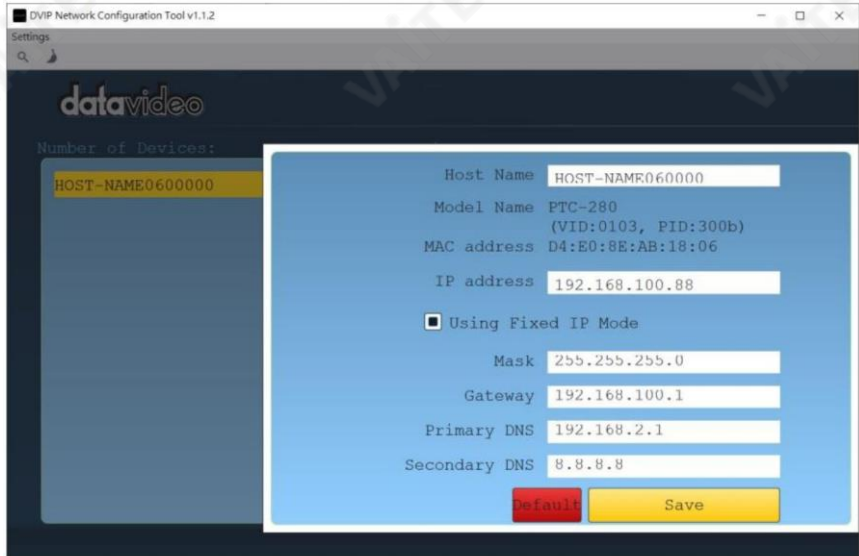 DVIP Network Configuration Tool v1.1.2
Settings
datavideo
Number of Devices:
HOST-NAME0600000
Host Name HOST-NAME060000
Model Name PTC-280
(VID:0103, PID:300b)
MAC address D4:E0:8E:AB:18:06
IP address 192.168.100.88
Using Fixed IP Mode
Mask 255.255.255.0
Gateway 192.168.100.1
Primary DNS 192.168.2.1
Secondary DNS 8.8.8.8
Default Save